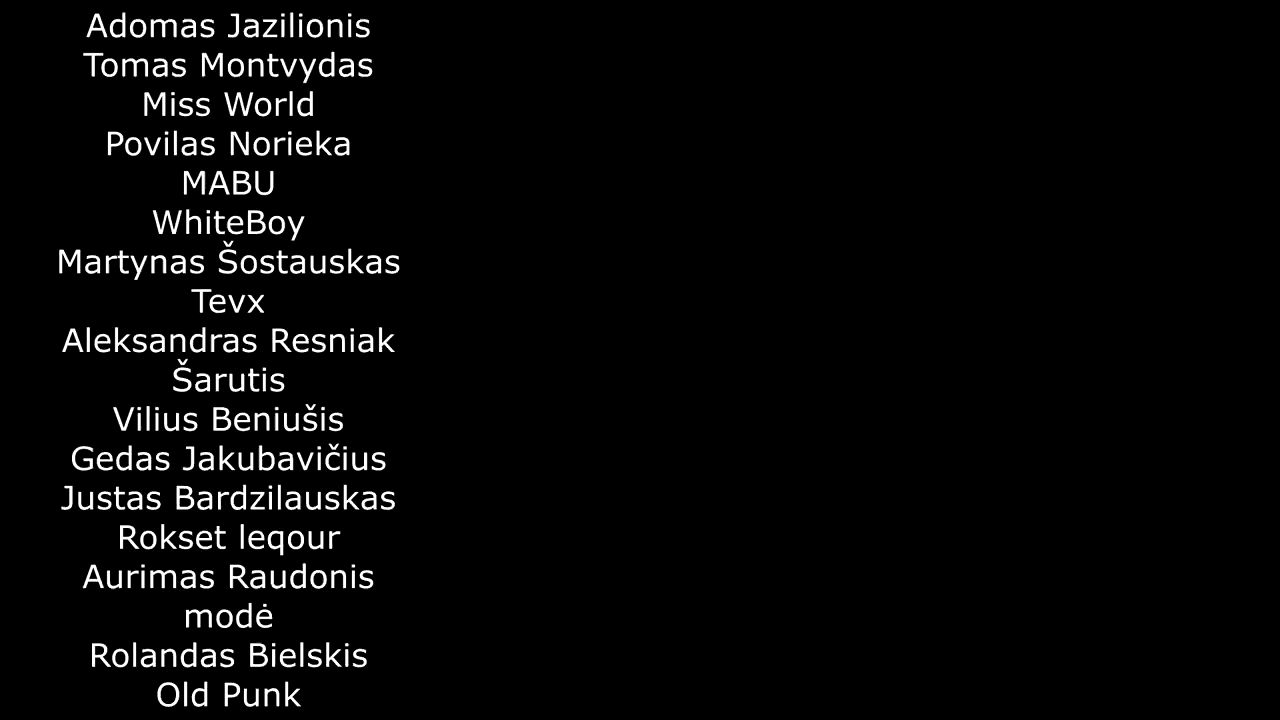 Adomas Jazilionis
Tomas Montvydas
Miss World
Povilas Norieka
MABU
WhiteBoy
Martynas Šostauskas
Tevx
Aleksandras Resniak
Šarutis
Vilius Beniušis
Gedas Jakubavičius
Justas Bardzilauskas
Rokset leqour
Aurimas Raudonis
modė
Rolandas Bielskis
Old Punk